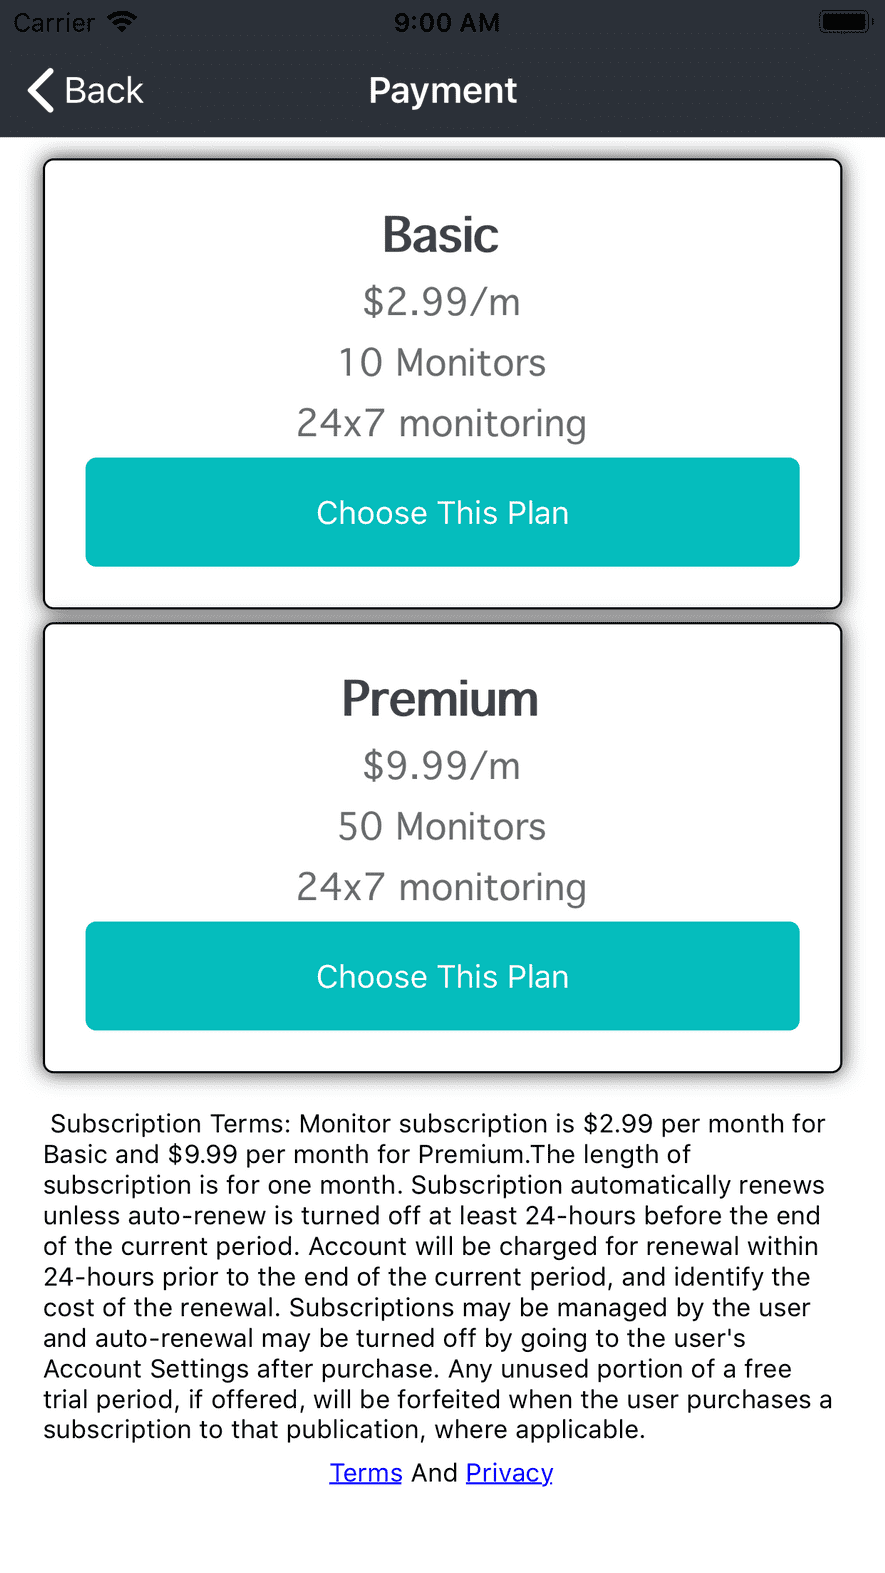 Carrier 9:00 AM
Back Payment
Basic
$2.99/m
10 Monitors
24x7 monitoring
Choose This Plan
Premium
$9.99/m
50 Monitors
24x7 monitoring
Choose This Plan
Subscription Terms: Monitor subscription is $2.99 per month for
Basic and $9.99 per month for Premium.The length of
subscription is for one month. Subscription automatically renews
unless auto-renew is turned off at least 24-hours before the end
of the current period. Account will be charged for renewal within
24-hours prior to the end of the current period, and identify the
cost of the renewal. Subscriptions may be managed by the user
and auto-renewal may be turned off by going to the user's
Account Settings after purchase. Any unused portion of a free
trial period, if offered, will be forfeited when the user purchases a
subscription to that publication, where applicable.
Terms And Privacy